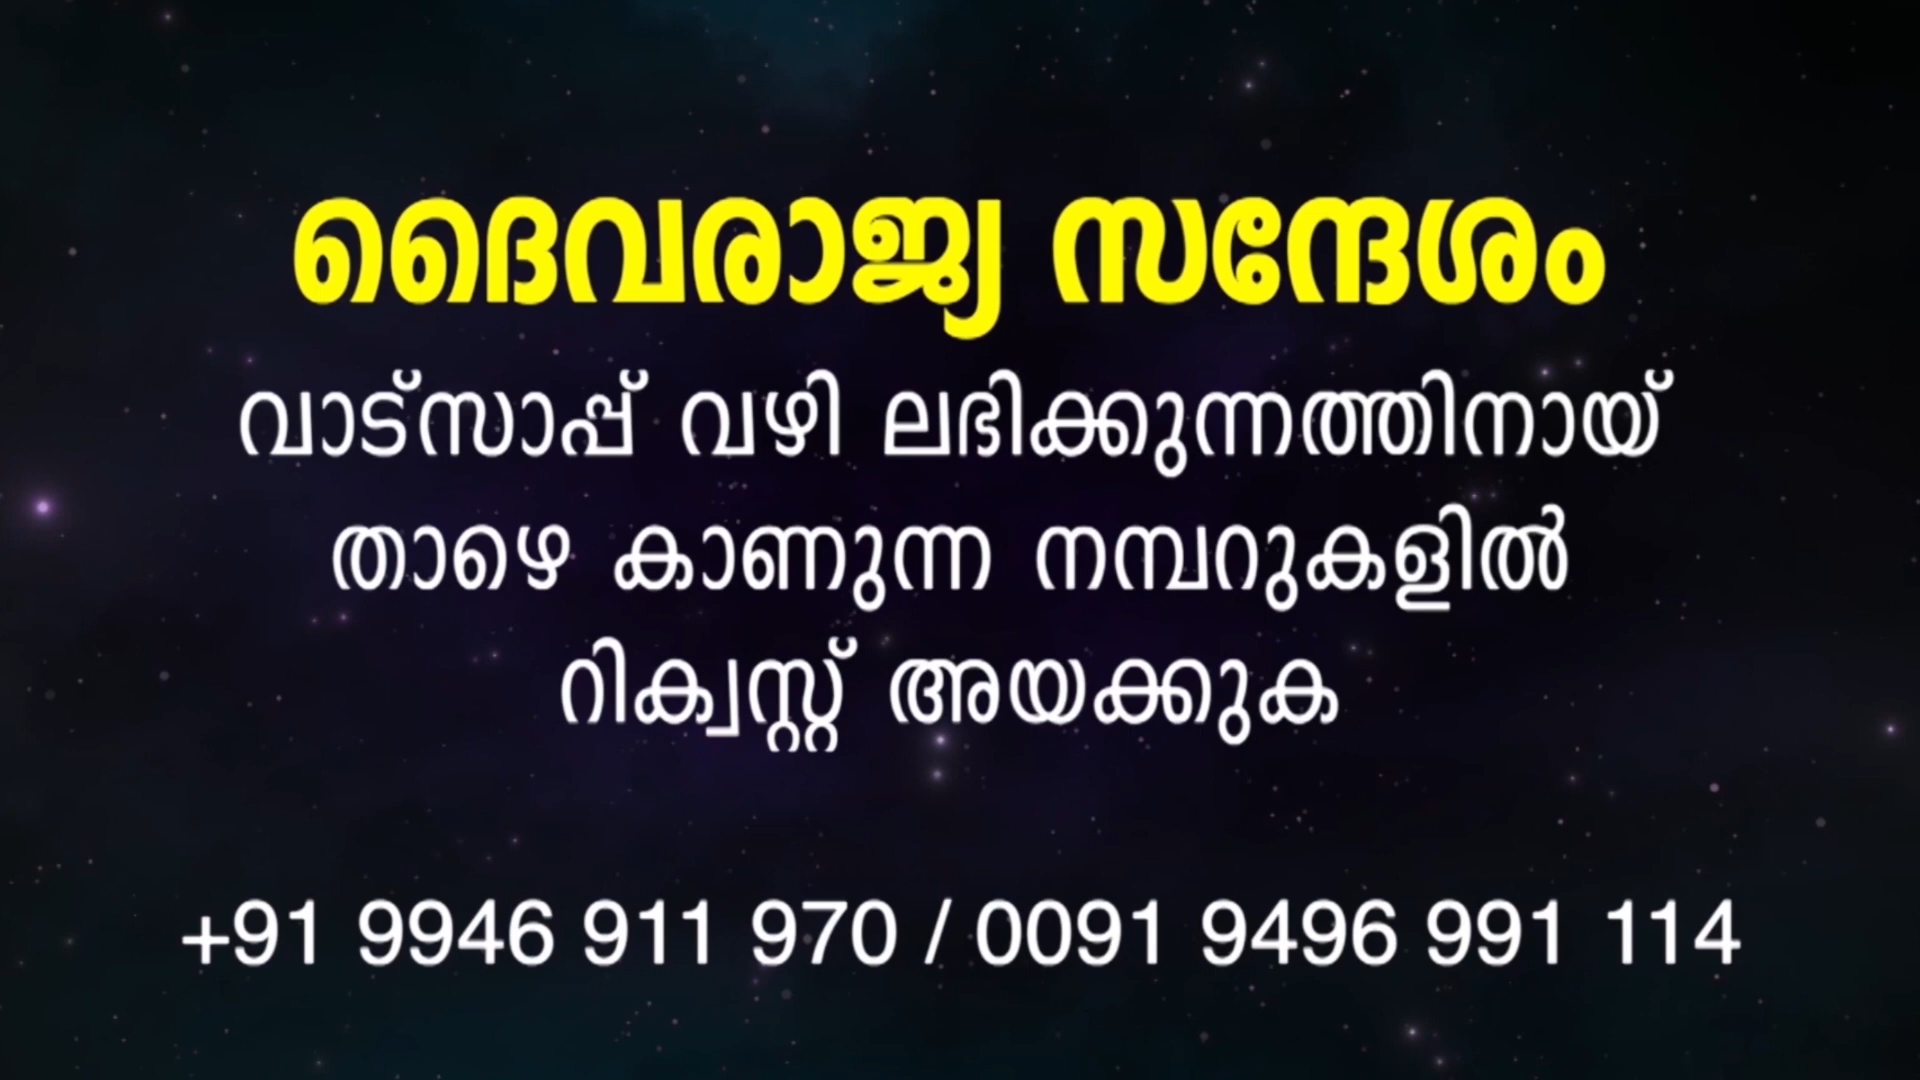 ദൈവരാജ്യ സന്ദേശം
വാട്സാപ്പ് വഴി ലഭിക്കുന്നത്തിനായ്
താഴെ കാണുന്ന നമ്പറുകളിൽ
റിക്വസ്റ്റ് അയക്കുക
+91 9946 911 970 / 0091 9496 991 114